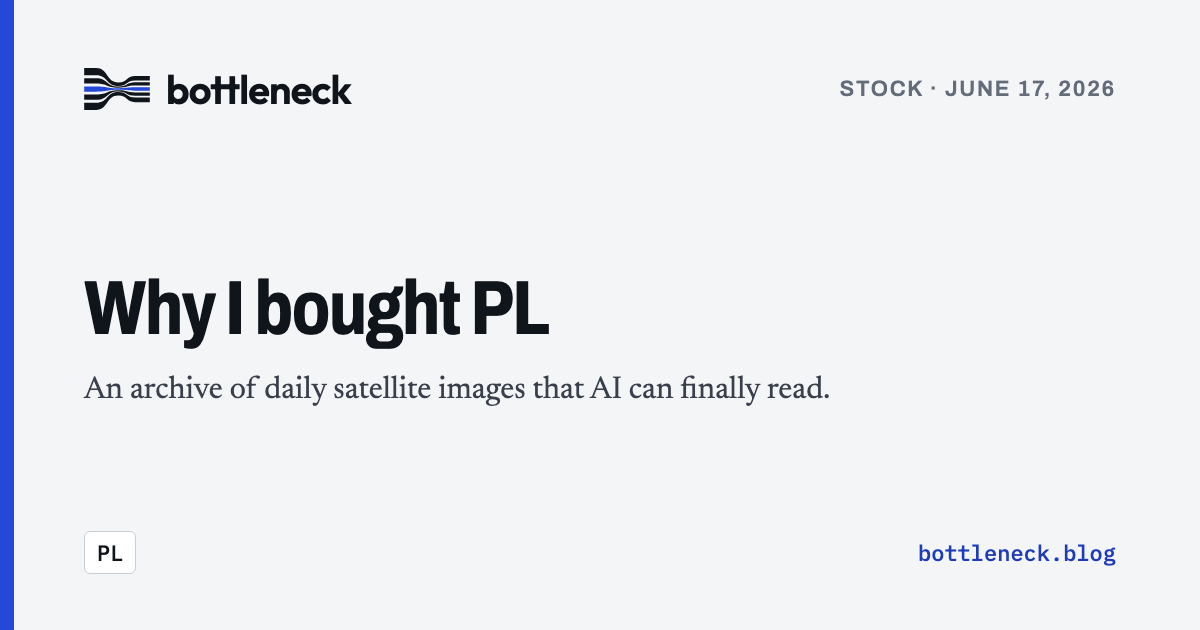 bottleneck
STOCK · JUNE 17, 2026
Why I bought PL
An archive of daily satellite images that AI can finally read.
PL
bottleneck.blog